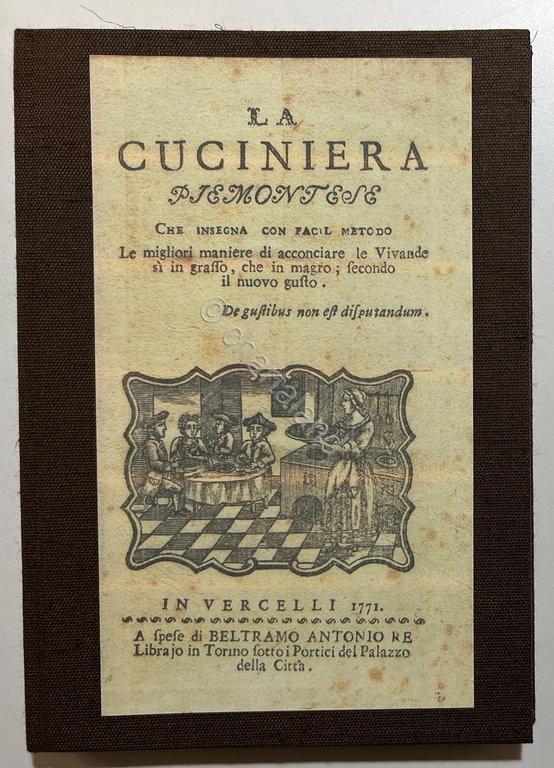 LA
CUCINIERA
PIEMONTESE
CHE INSEGNA CON FACIL METODO
Le migliori maniere di acconciare le Vivande
sì in graſſo, che in magro; ſecondo
il nuovo guſto.
De guſtibus non eſt diſputandum.
IN VERCELLI 1771.
A ſpeſe di BELTRAMO ANTONIO RE
Librajo in Torino ſotto i Portici del Palazzo
della Città.